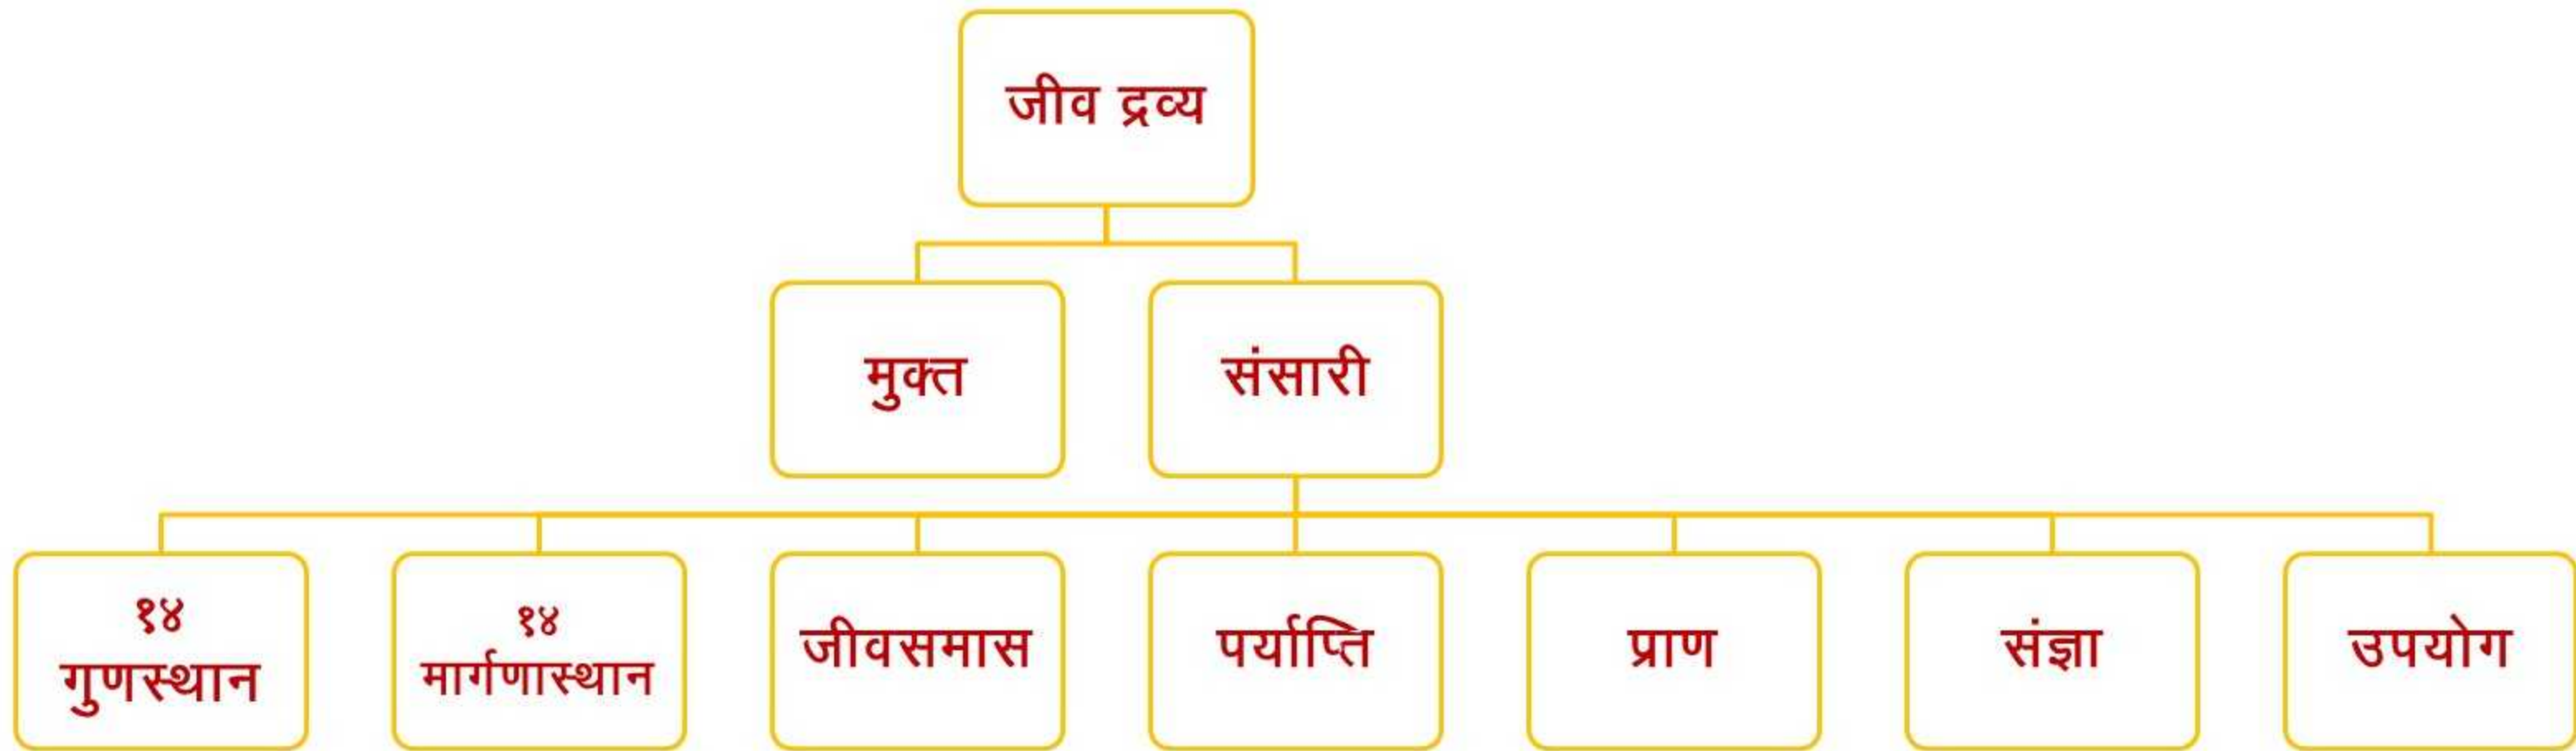 जीव द्रव्य
मुक्त
संसारी
१४
गुणस्थान
१४
मार्गणास्थान
जीवसमास
पर्याप्ति
प्राण
संज्ञा
उपयोग